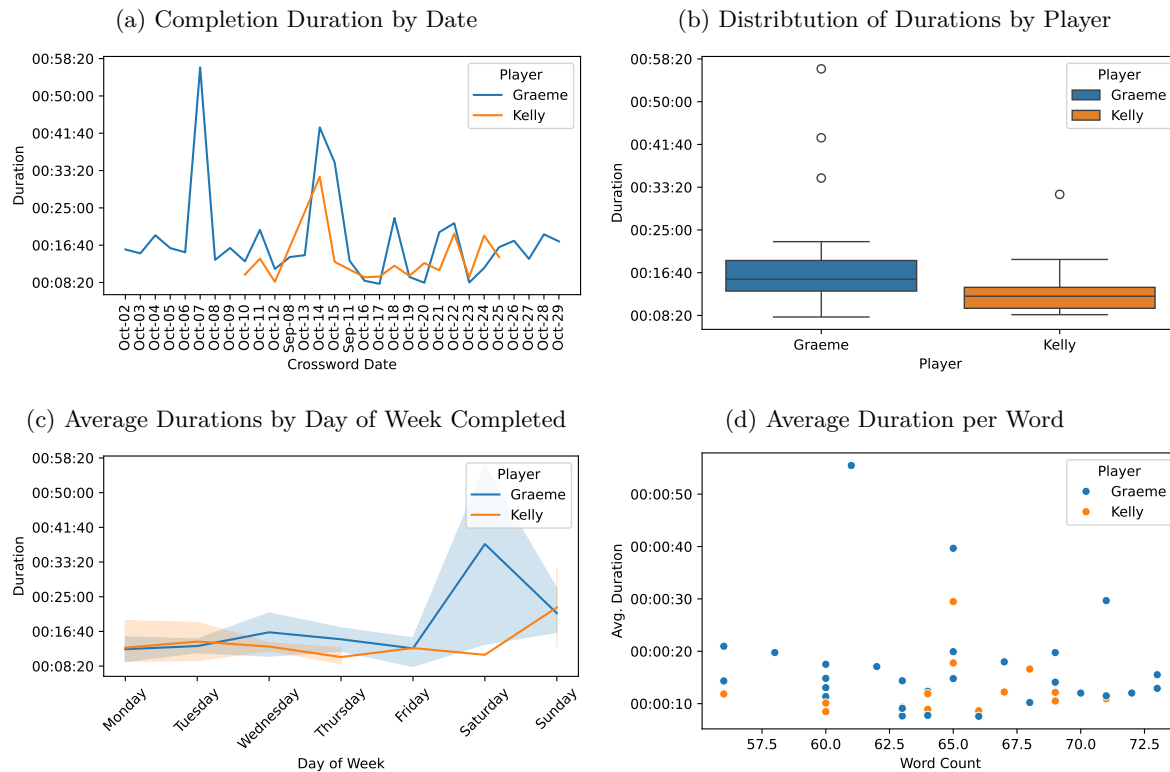 (a) Completion Duration by Date
00:58:20
00:50:00
00:41:40
00:33:20
00:25:00
00:16:40
00:08:20
Duration
Player
Graeme
Kelly
Oct-02
Oct-03
Oct-04
Oct-05
Oct-06
Oct-07
Oct-08
Oct-09
Oct-10
Oct-11
Oct-12
Sep-08
Oct-13
Oct-14
Oct-15
Sep-11
Oct-16
Oct-17
Oct-18
Oct-19
Oct-20
Oct-21
Oct-22
Oct-23
Oct-24
Oct-25
Oct-26
Oct-27
Oct-28
Oct-29
Crossword Date
(b) Distribtution of Durations by Player
00:58:20
00:50:00
00:41:40
00:33:20
00:25:00
00:16:40
00:08:20
Duration
Player
Graeme
Kelly
Graeme
Kelly
Player
(c) Average Durations by Day of Week Completed
00:58:20
00:50:00
00:41:40
00:33:20
00:25:00
00:16:40
00:08:20
Duration
Player
Graeme
Kelly
Monday
Tuesday
Wednesday
Thursday
Friday
Saturday
Sunday
Day of Week
(d) Average Duration per Word
00:00:50
00:00:40
00:00:30
00:00:20
00:00:10
Avg. Duration
Player
Graeme
Kelly
57.5
60.0
62.5
65.0
67.5
70.0
72.5
Word Count